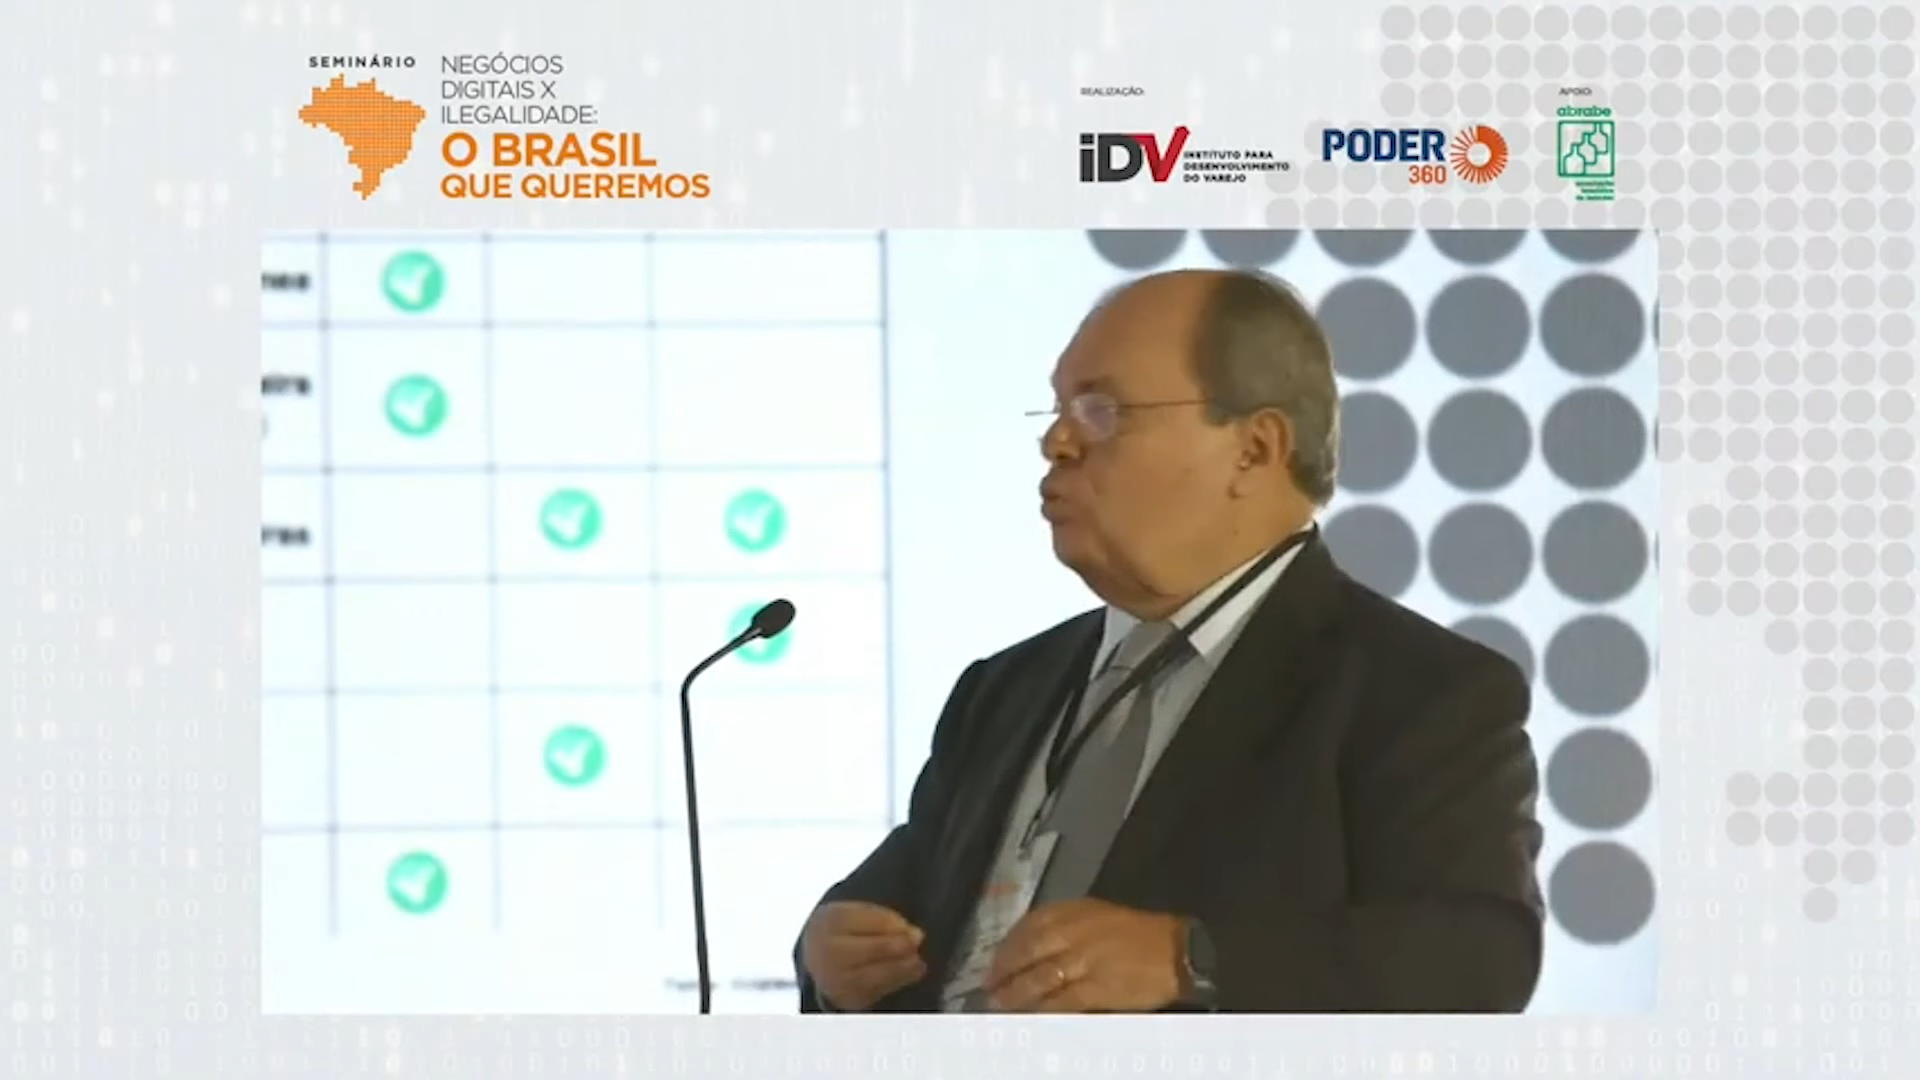 SEMINÁRIO
NEGÓCIOS
DIGITAIS X
ILEGALIDADE:
O BRASIL
QUE QUEREMOS
REALIZAÇÃO:
iDV
INSTITUTO PARA
DESENVOLVIMENTO
DO VAREJO
PODER
360
APOIO:
abrabe